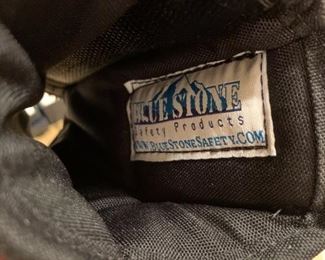 BLUE STONE
Safety Products
WWW.BLUESTONESAFETY.COM